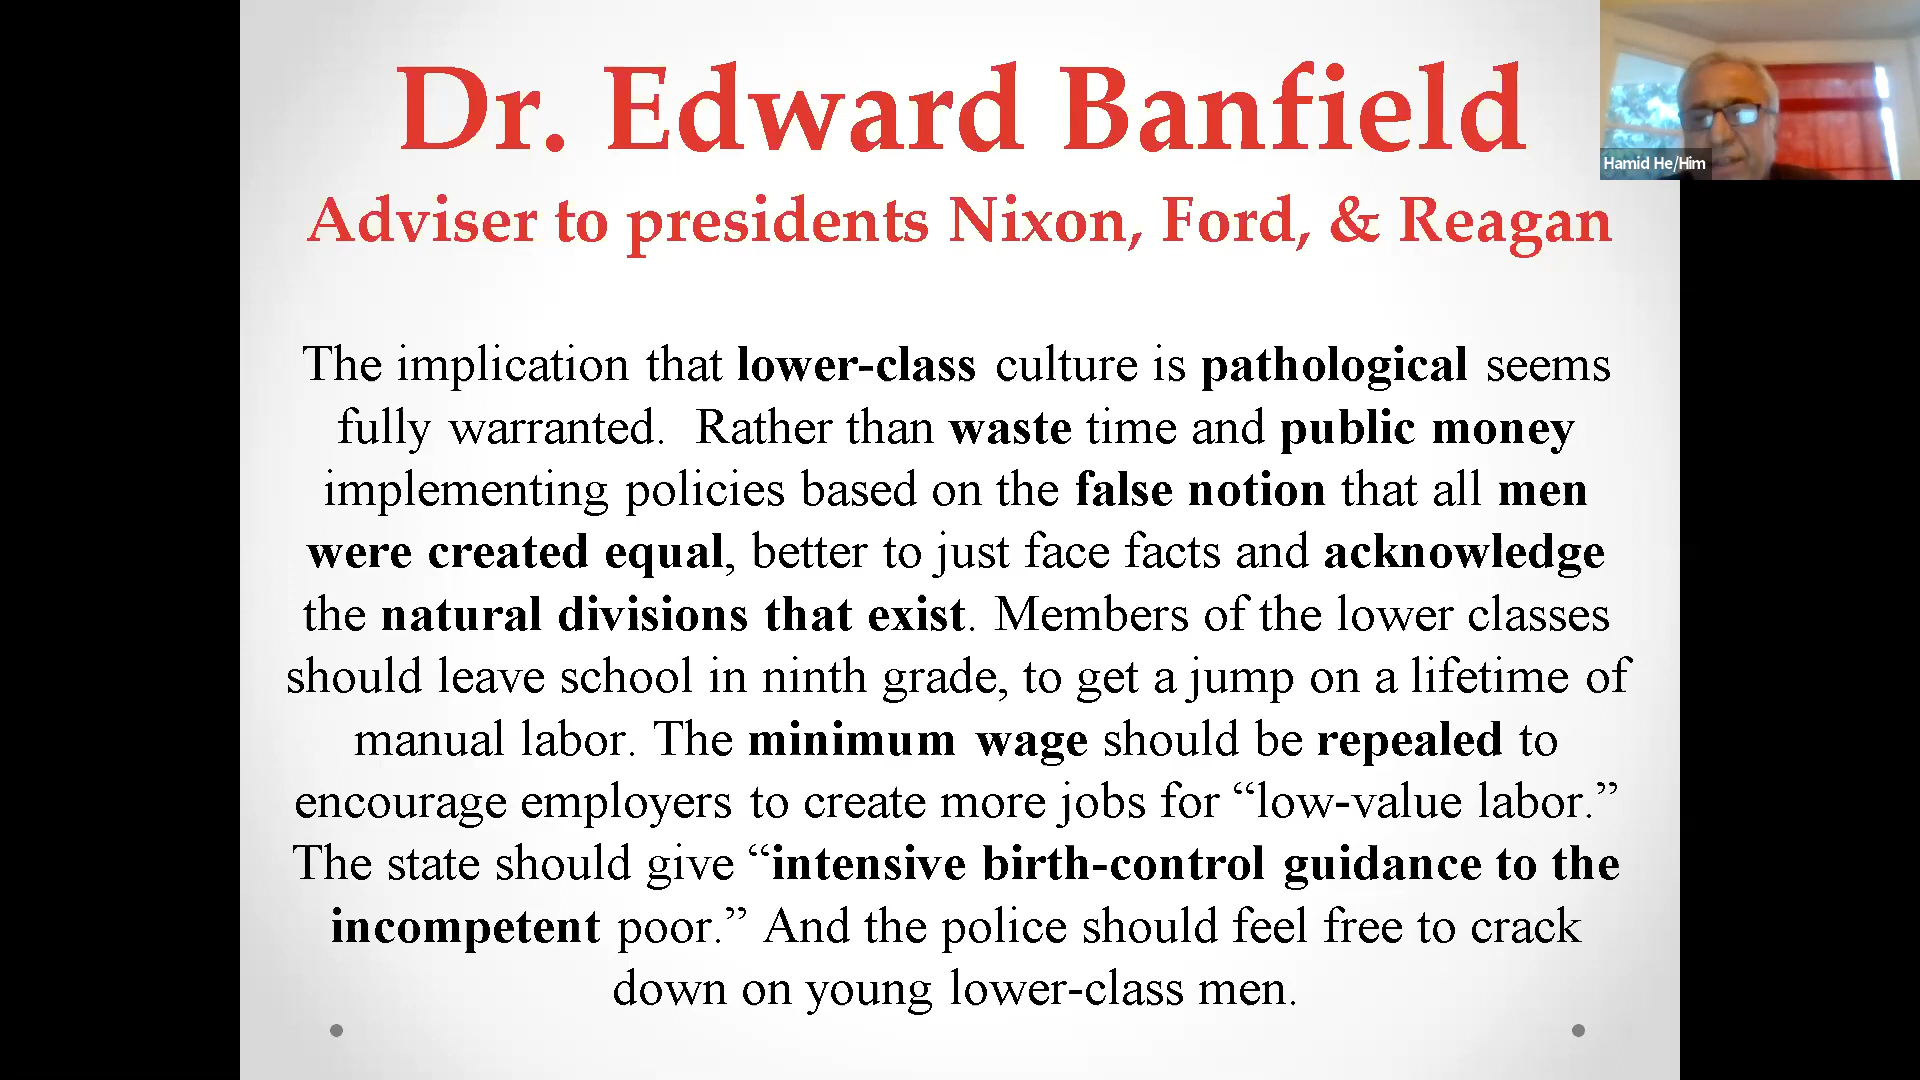 Dr. Edward Banfield
Adviser to presidents Nixon, Ford, & Reagan
Hamid He/Him
The implication that lower-class culture is pathological seems
fully warranted. Rather than waste time and public money
implementing policies based on the false notion that all men
were created equal, better to just face facts and acknowledge
the natural divisions that exist. Members of the lower classes
should leave school in ninth grade, to get a jump on a lifetime of
manual labor. The minimum wage should be repealed to
encourage employers to create more jobs for “low-value labor.”
The state should give “intensive birth-control guidance to the
incompetent poor.” And the police should feel free to crack
down on young lower-class men.